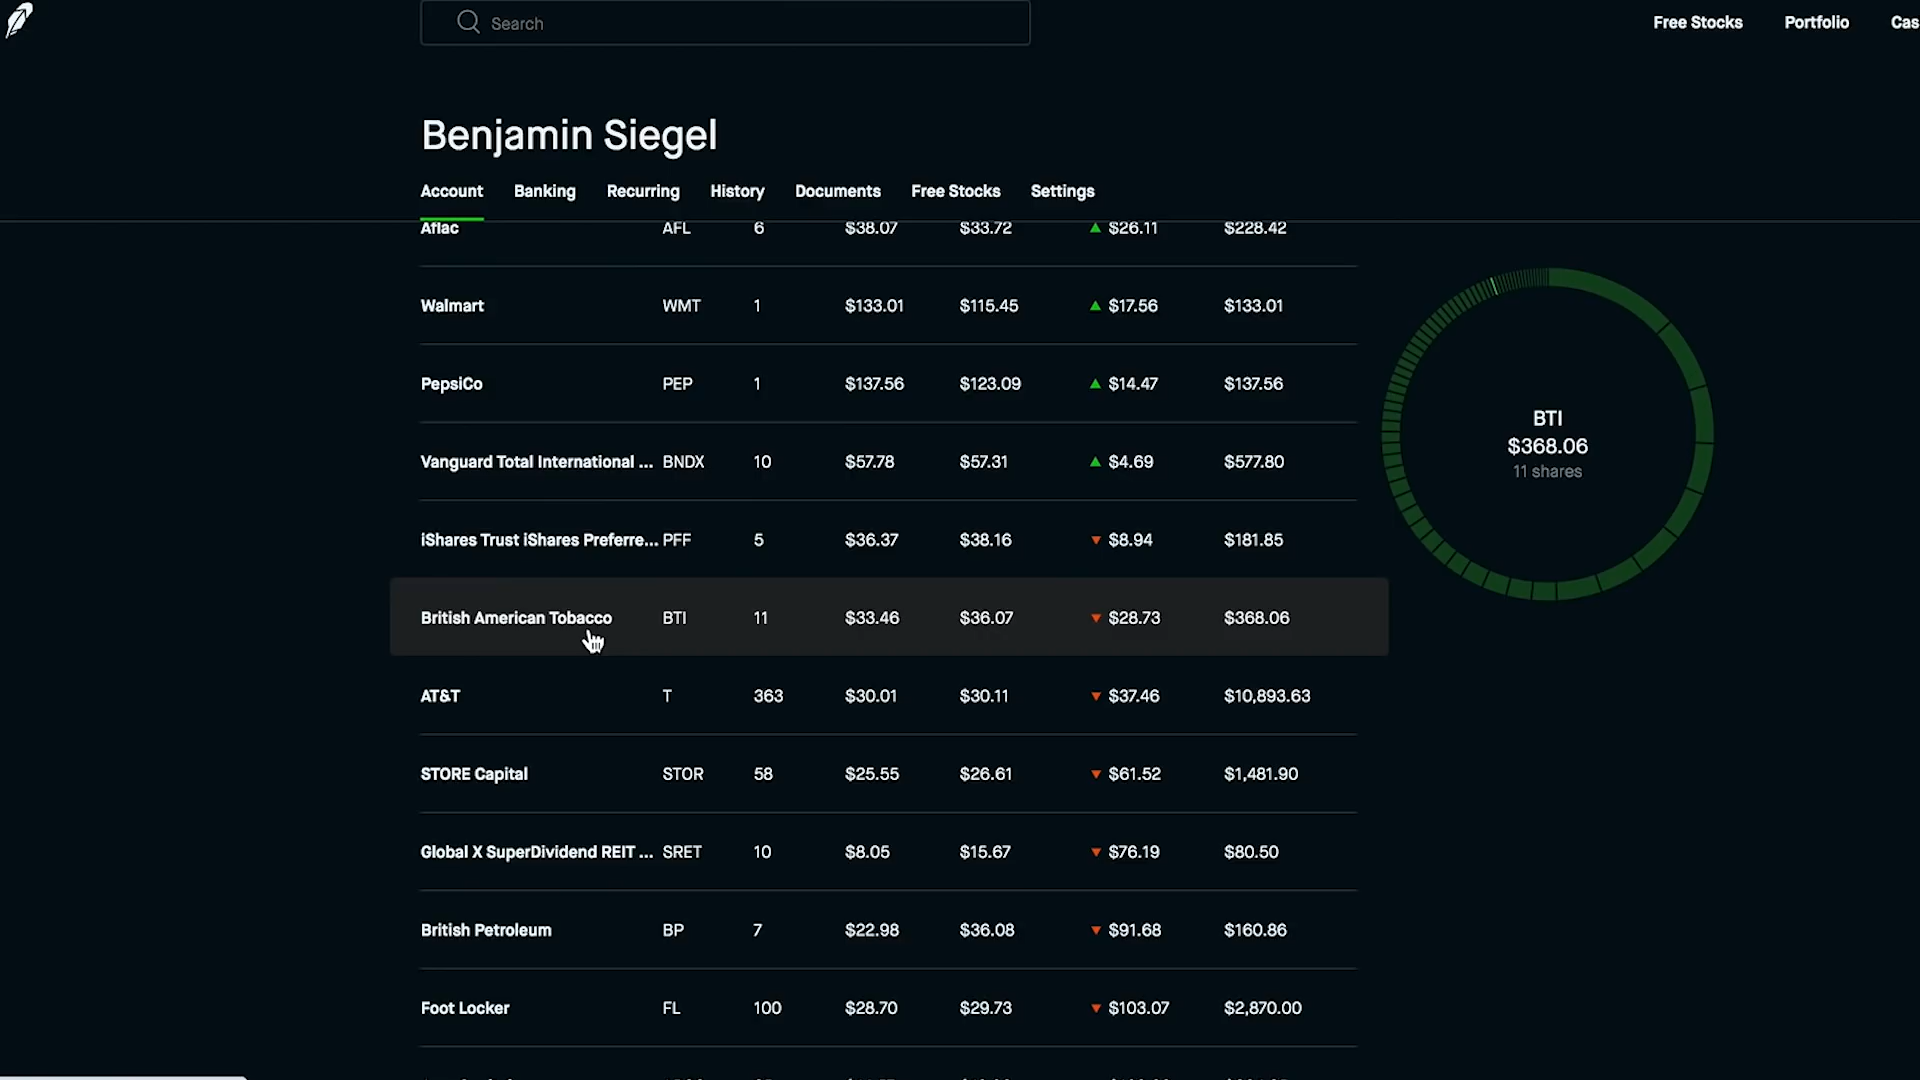 Search
Free Stocks Portfolio Cas
Benjamin Siegel
Account Banking Recurring History Documents Free Stocks Settings
Aflac AFL 6 $38.07 $33.72 ▲ $26.11 $228.42
Walmart WMT 1 $133.01 $115.45 ▲ $17.56 $133.01
PepsiCo PEP 1 $137.56 $123.09 ▲ $14.47 $137.56
Vanguard Total International ... BNDX 10 $57.78 $57.31 ▲ $4.69 $577.80
iShares Trust iShares Preferre... PFF 5 $36.37 $38.16 ▼ $8.94 $181.85
British American Tobacco BTI 11 $33.46 $36.07 ▼ $28.73 $368.06
AT&T T 363 $30.01 $30.11 ▼ $37.46 $10,893.63
STORE Capital STOR 58 $25.55 $26.61 ▼ $61.52 $1,481.90
Global X SuperDividend REIT ... SRET 10 $8.05 $15.67 ▼ $76.19 $80.50
British Petroleum BP 7 $22.98 $36.08 ▼ $91.68 $160.86
Foot Locker FL 100 $28.70 $29.73 ▼ $103.07 $2,870.00
BTI
$368.06
11 shares